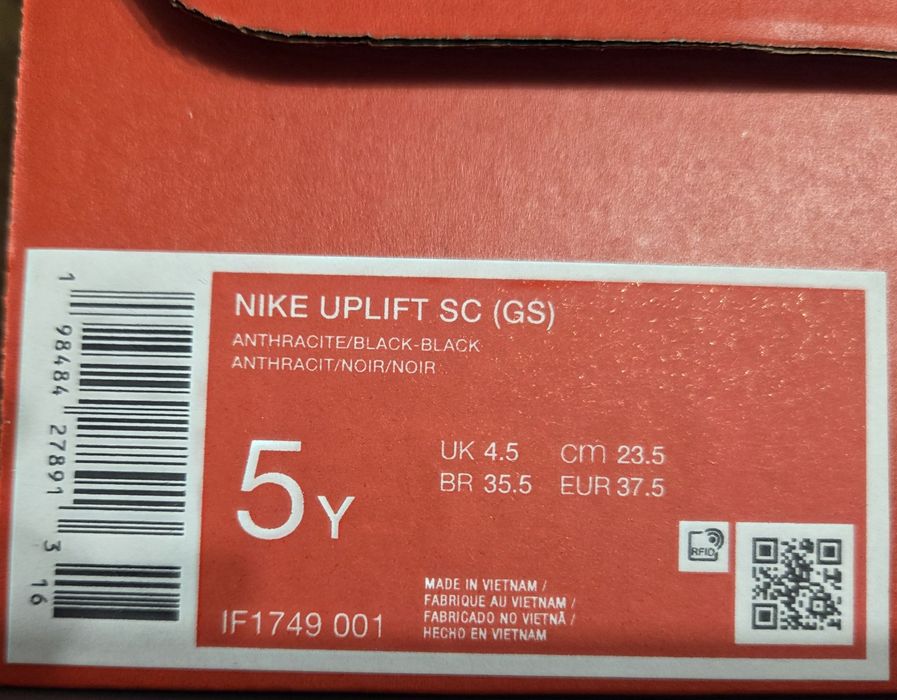 NIKE UPLIFT SC (GS)
ANTHRACITE/BLACK-BLACK
ANTHRACIT/NOIR/NOIR
5 Y
UK 4.5 cm 23.5
BR 35.5 EUR 37.5
RFID
MADE IN VIETNAM /
FABRIQUE AU VIETNAM /
FABRICADO NO VIETNÃ /
HECHO EN VIETNAM
IF1749 001
1 98484 27891 3 16